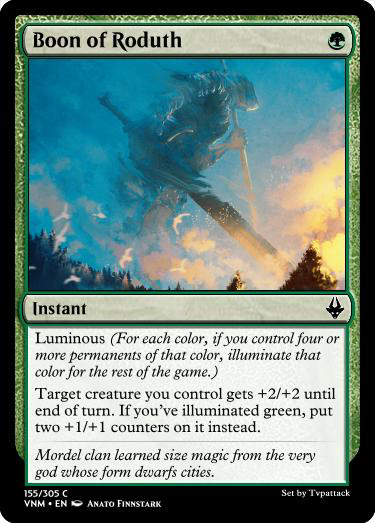 Boon of Roduth
Instant
Luminous (For each color, if you control four or
more permanents of that color, illuminate that
color for the rest of the game.)
Target creature you control gets +2/+2 until
end of turn. If you've illuminated green, put
two +1/+1 counters on it instead.
Mordel clan learned size magic from the very
god whose form dwarfs cities.
155/305 C
VNM • EN Anato Finnstark
Set by Tvpattack